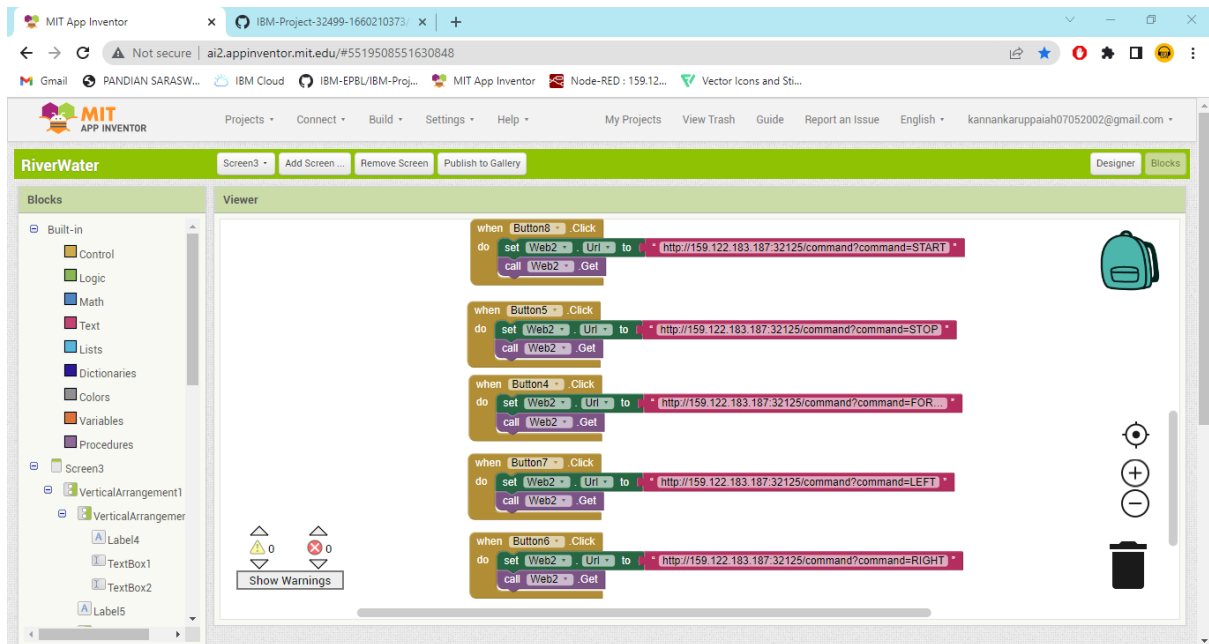 MIT App Inventor × IBM-Project-32499-1660210373/ × +
Not secure | ai2.appinventor.mit.edu/#5519508551630848
Gmail PANDIAN SARASW... IBM Cloud IBM-EPBL/IBM-Proj... MIT App Inventor Node-RED : 159.12... Vector Icons and Sti...
MIT
APP INVENTOR
Projects Connect Build Settings Help My Projects View Trash Guide Report an Issue English kannankaruppaiah07052002@gmail.com
RiverWater Screen3 Add Screen ... Remove Screen Publish to Gallery Designer Blocks
Blocks Viewer
Built-in
Control
Logic
Math
Text
Lists
Dictionaries
Colors
Variables
Procedures
Screen3
VerticalArrangement1
VerticalArrangemer
Label4
TextBox1
TextBox2
Label5
when Button8 .Click
do set Web2 . Url to " http://159.122.183.187:32125/command?command=START "
call Web2 .Get
when Button5 .Click
do set Web2 . Url to " http://159.122.183.187:32125/command?command=STOP "
call Web2 .Get
when Button4 .Click
do set Web2 . Url to " http://159.122.183.187:32125/command?command=FOR... "
call Web2 .Get
when Button7 .Click
do set Web2 . Url to " http://159.122.183.187:32125/command?command=LEFT "
call Web2 .Get
when Button6 .Click
do set Web2 . Url to " http://159.122.183.187:32125/command?command=RIGHT "
call Web2 .Get
0 0
Show Warnings